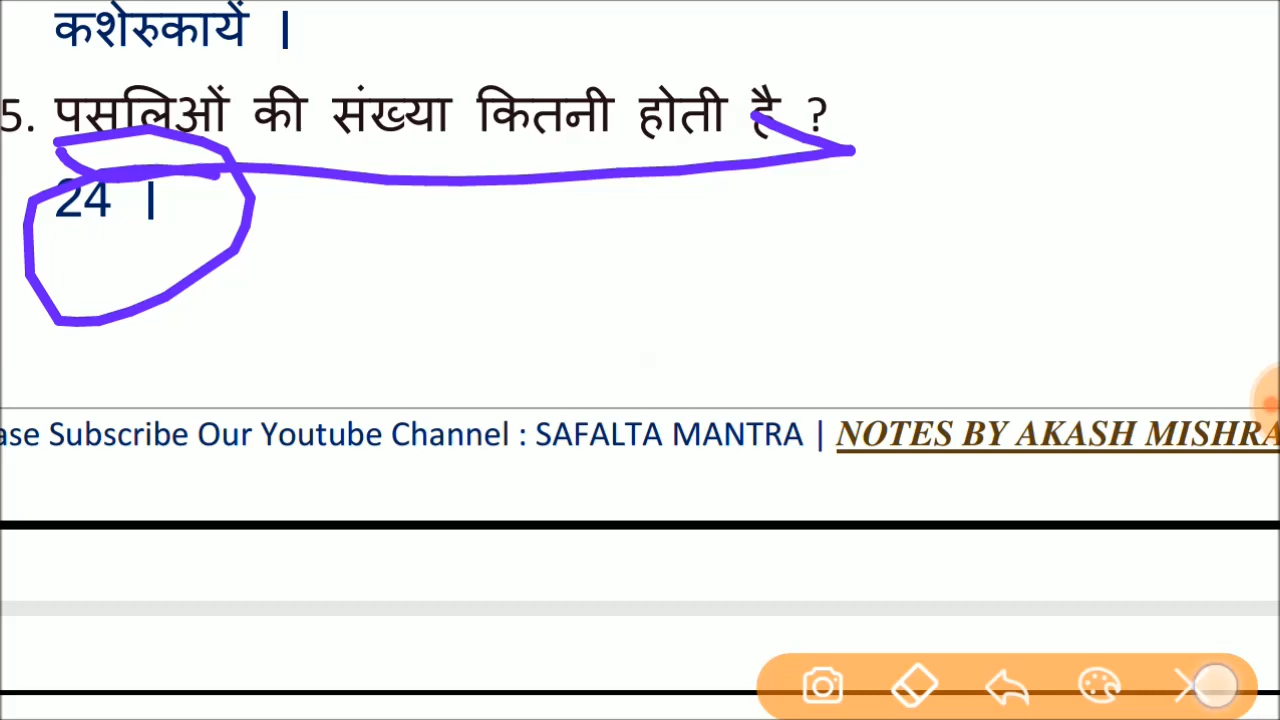 कशेरुकायें |
5. पसलिओं की संख्या कितनी होती है ?
24 |
ase Subscribe Our Youtube Channel : SAFALTA MANTRA | NOTES BY AKASH MISHRA